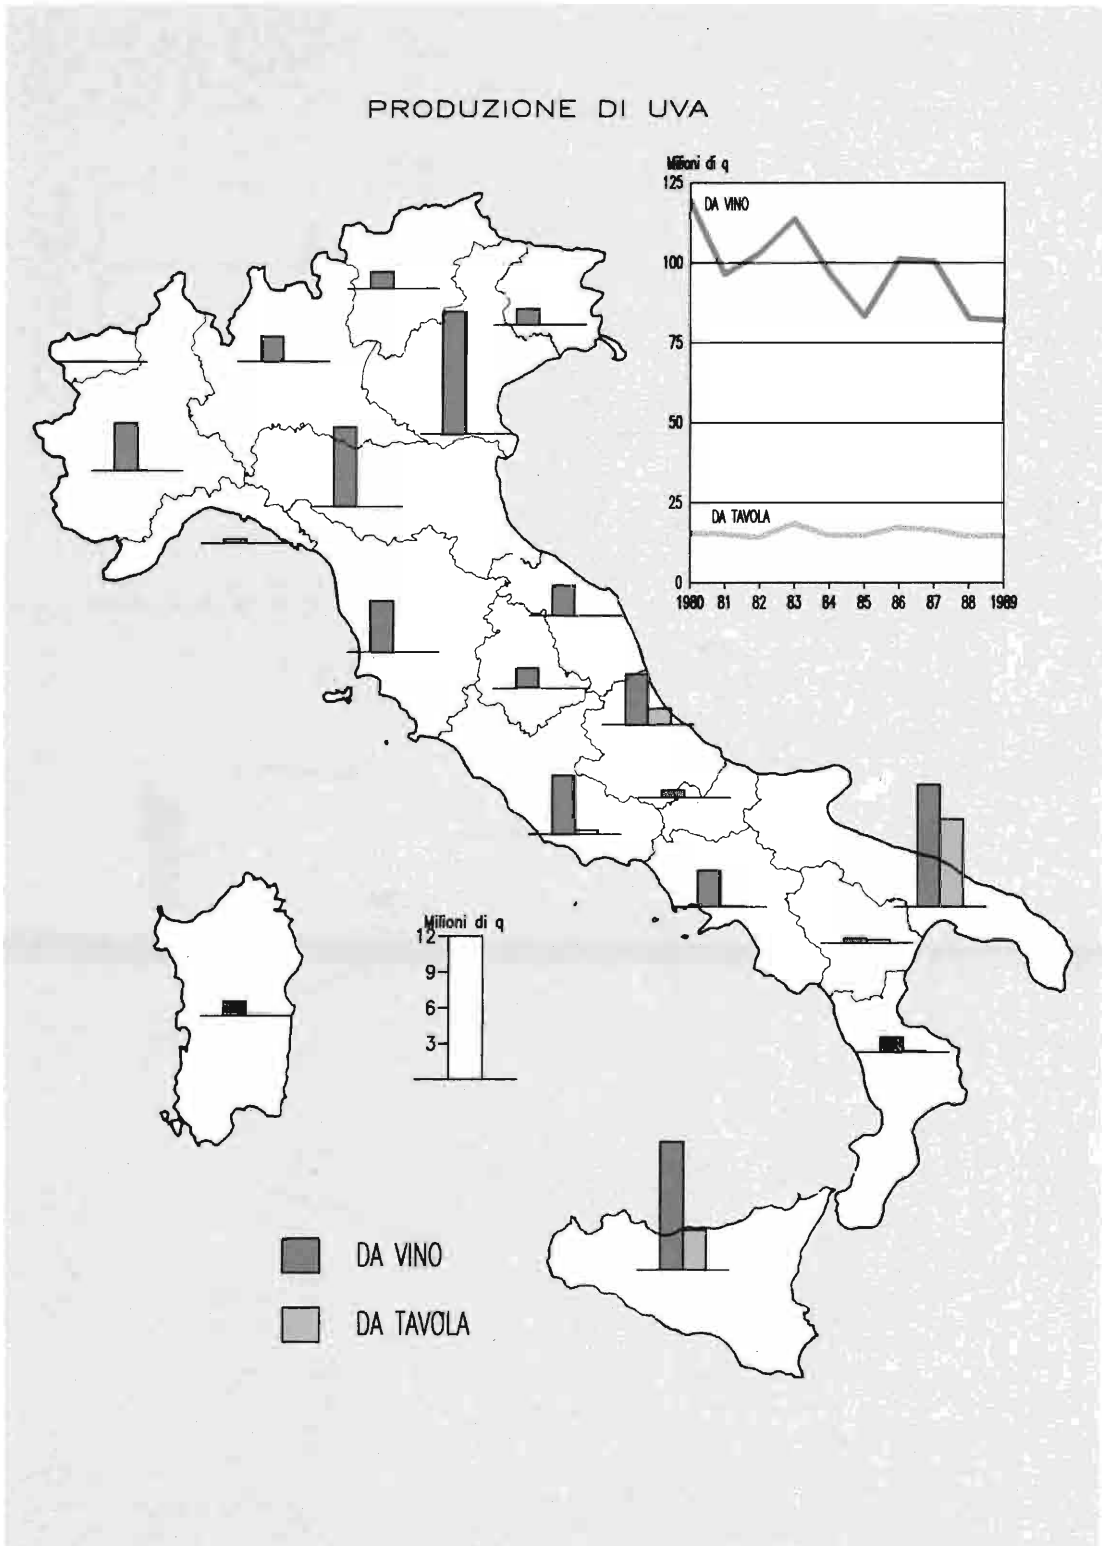 PRODUZIONE DI UVA
Milioni di q
125
DA VINO
100
75
50
25
DA TAVOLA
0
1980 81 82 83 84 85 86 87 88 1989
Milioni di q
12
9
6
3
DA VINO
DA TAVOLA